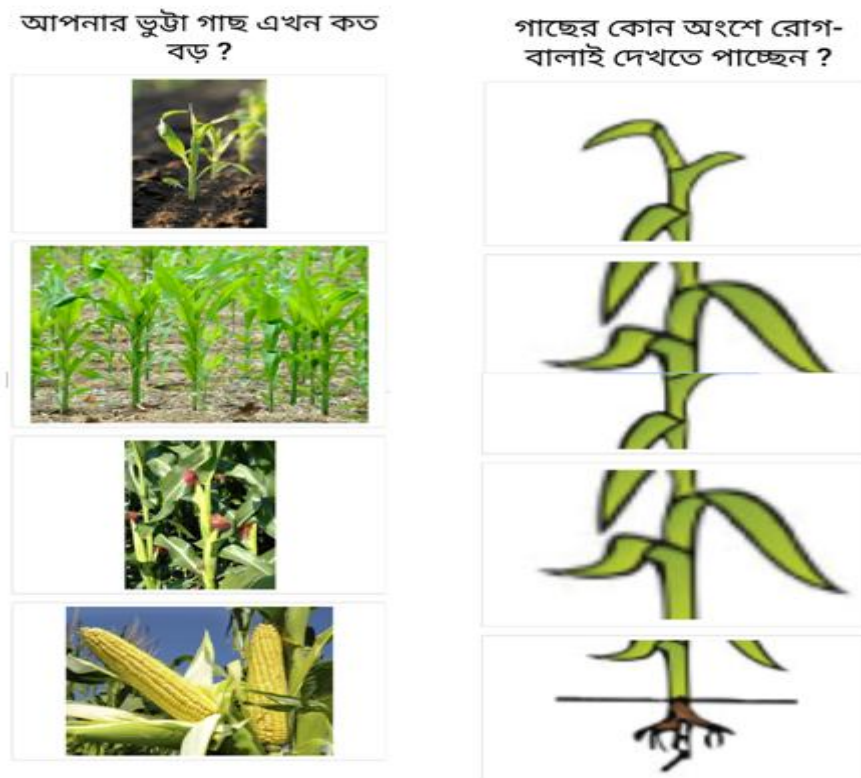 আপনার ভুট্টা গাছ এখন কত
বড় ?
গাছের কোন অংশে রোগ-
বালাই দেখতে পাচ্ছেন ?